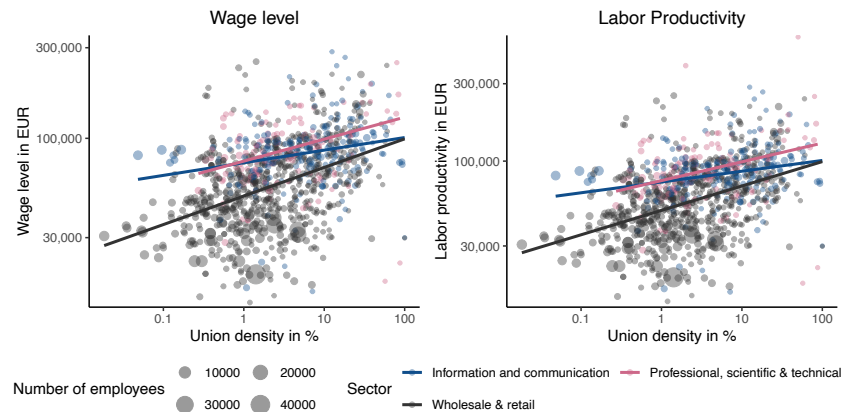 Wage level
Labor Productivity
300,000
100,000
30,000
Wage level in EUR
0.1
1
10
100
Union density in %
300,000
100,000
30,000
Labor productivity in EUR
0.1
1
10
100
Union density in %
Number of employees
10000
20000
30000
40000
Sector
Information and communication
Professional, scientific & technical
Wholesale & retail